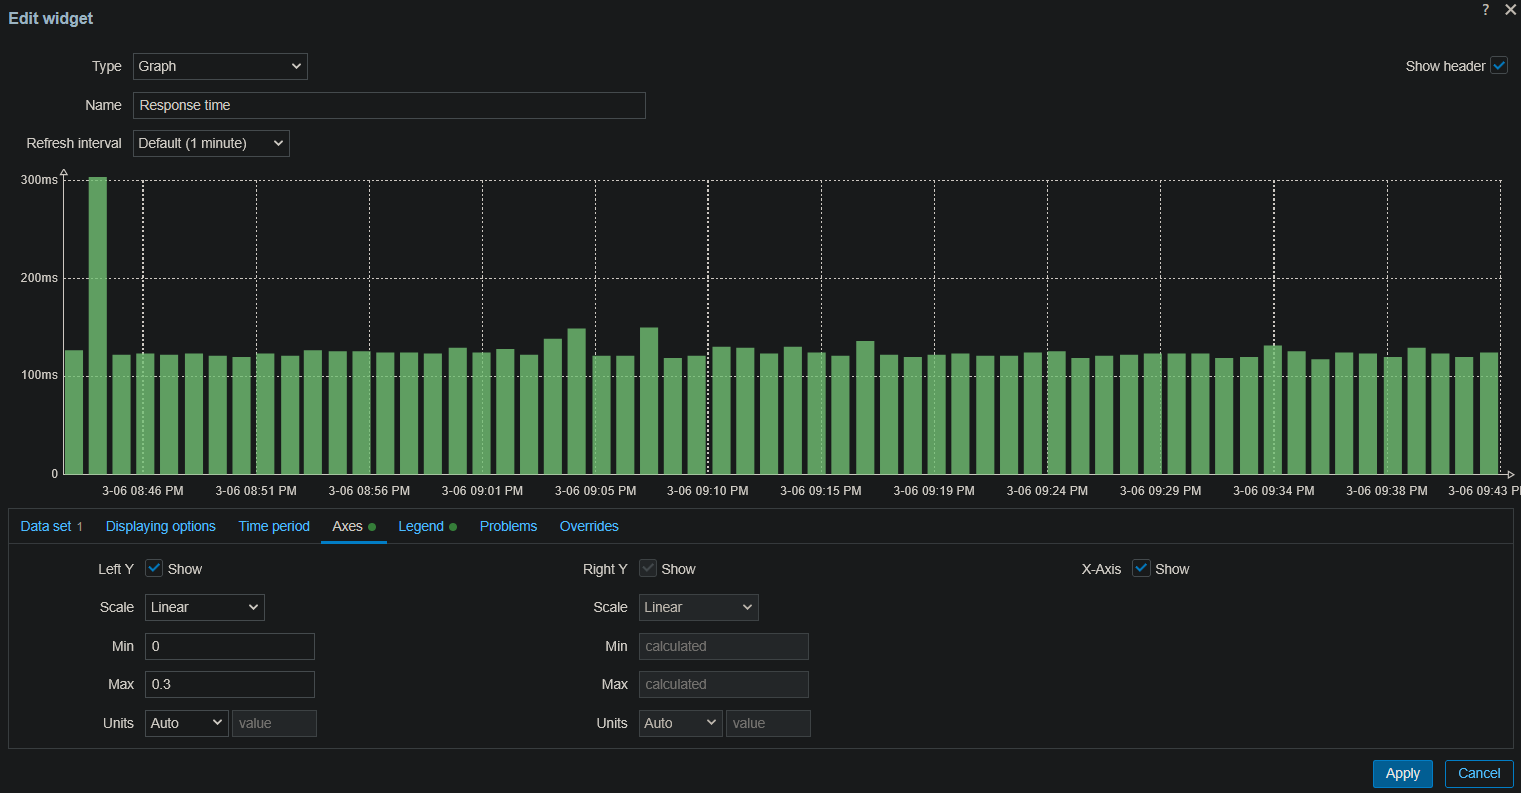 Edit widget
?
Type Graph Show header
Name Response time
Refresh interval Default (1 minute)
300ms
200ms
100ms
0
3-06 08:46 PM 3-06 08:51 PM 3-06 08:56 PM 3-06 09:01 PM 3-06 09:05 PM 3-06 09:10 PM 3-06 09:15 PM 3-06 09:19 PM 3-06 09:24 PM 3-06 09:29 PM 3-06 09:34 PM 3-06 09:38 PM 3-06 09:43 P
Data set 1 Displaying options Time period Axes Legend Problems Overrides
Left Y Show Right Y Show X-Axis Show
Scale Linear Scale Linear
Min 0 Min calculated
Max 0.3 Max calculated
Units Auto value Units Auto value
Apply Cancel